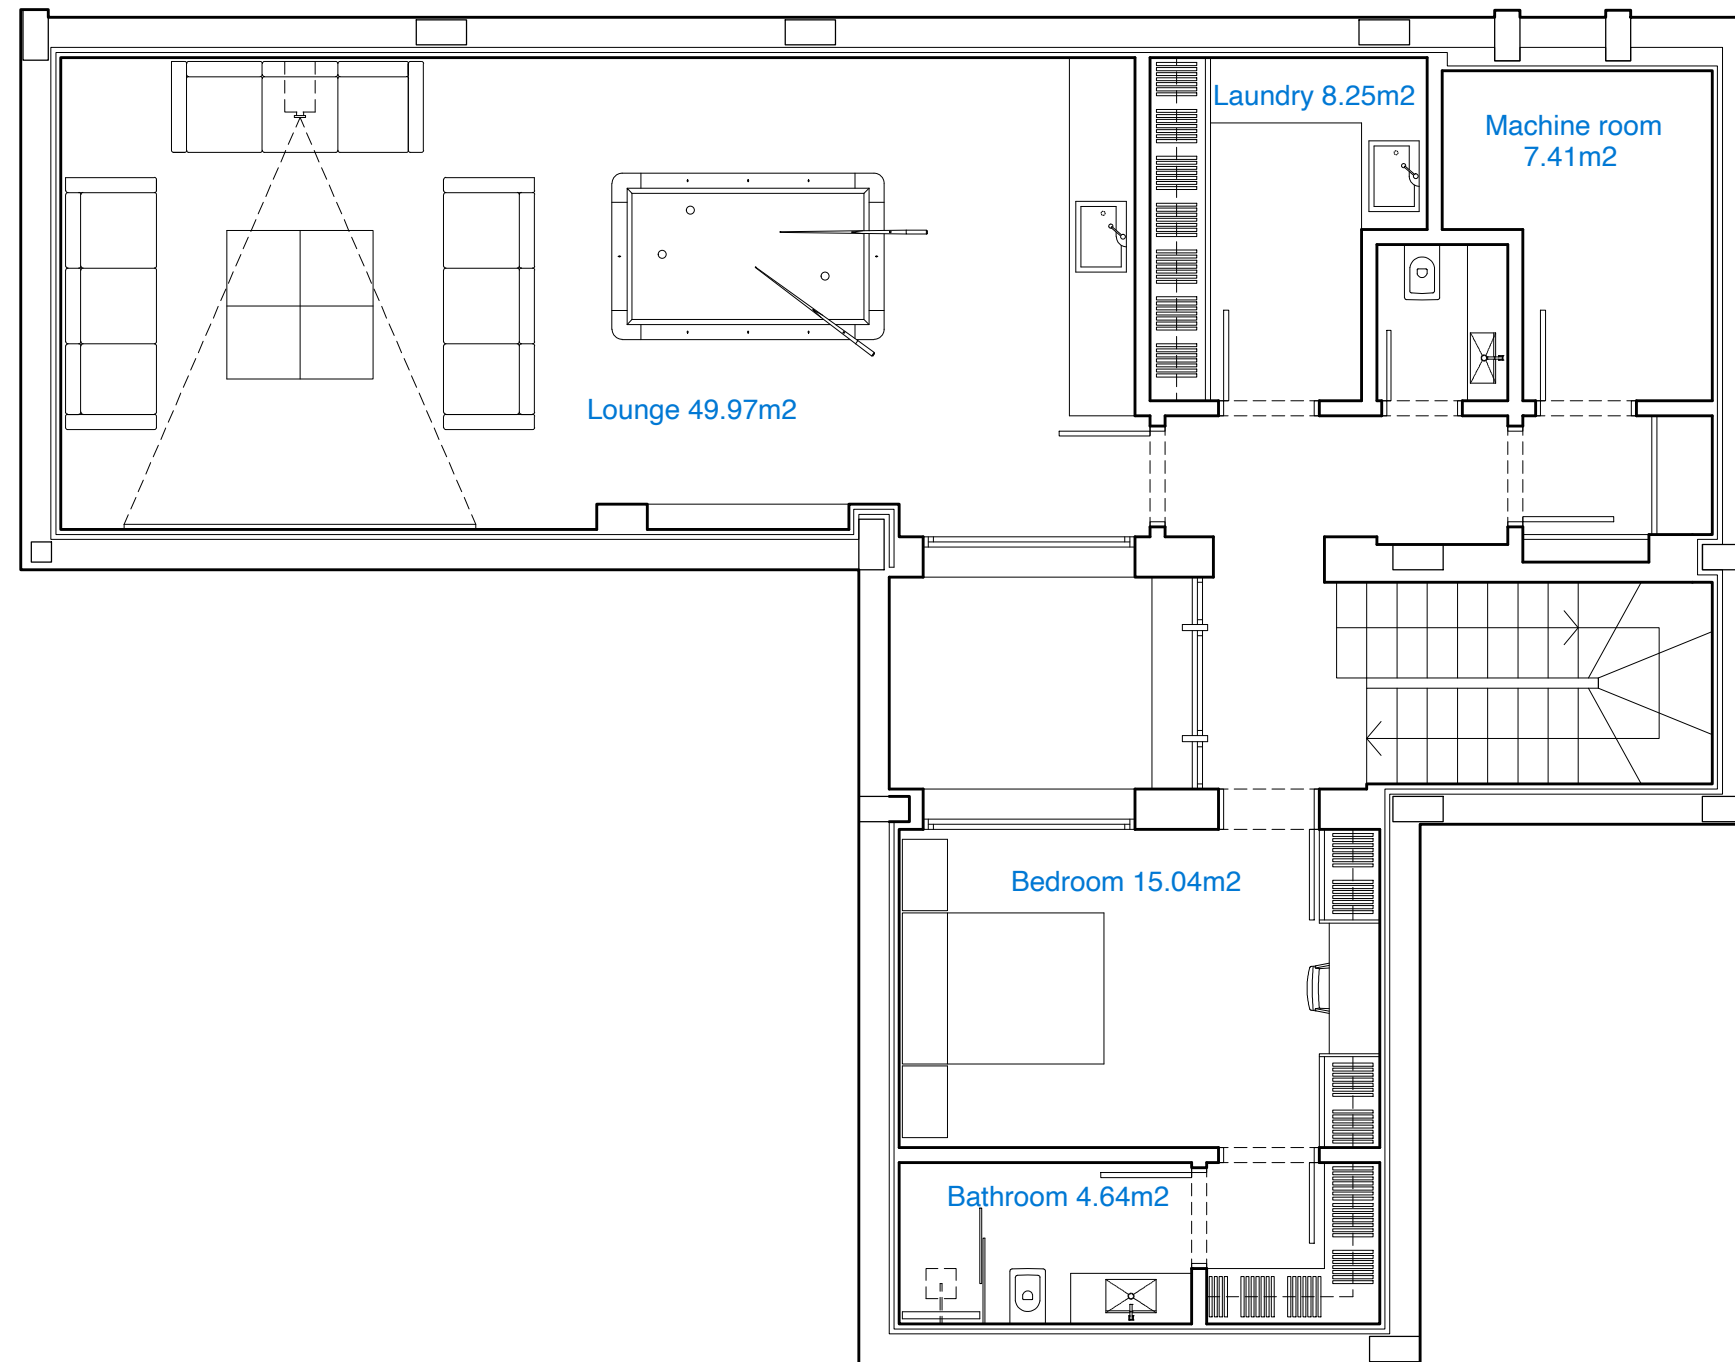 Laundry 8.25m2
Machine room
7.41m2
Lounge 49.97m2
Bedroom 15.04m2
Bathroom 4.64m2